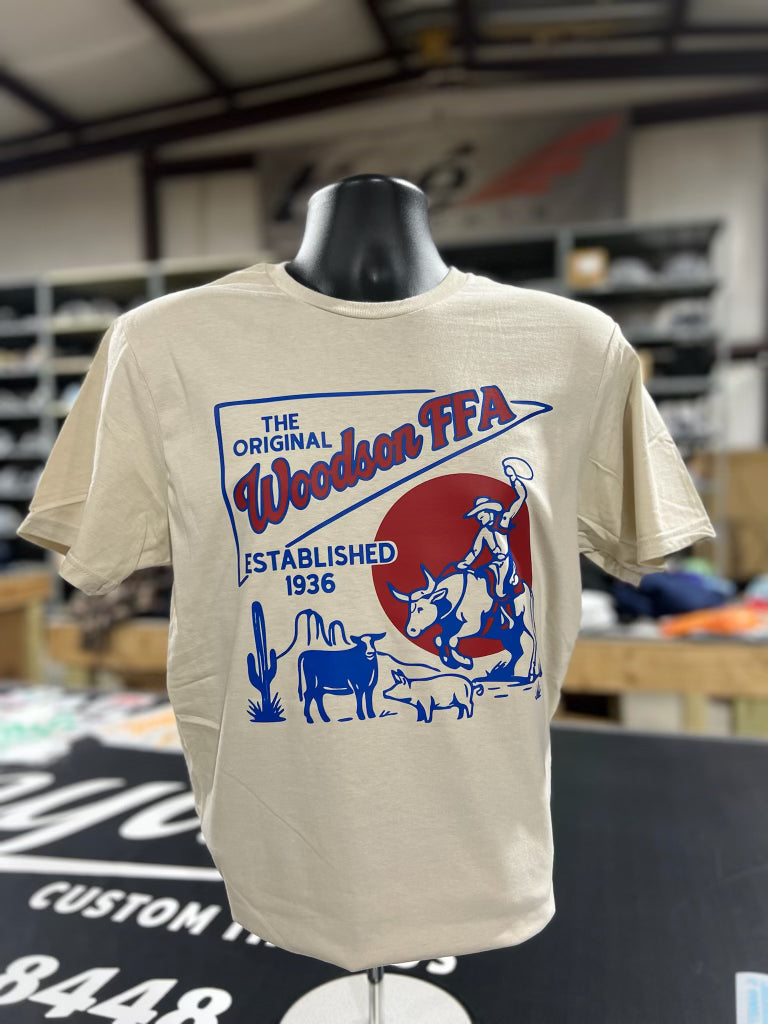 THE
ORIGINAL
Woodson FFA
ESTABLISHED
1936
CUSTOM
8448